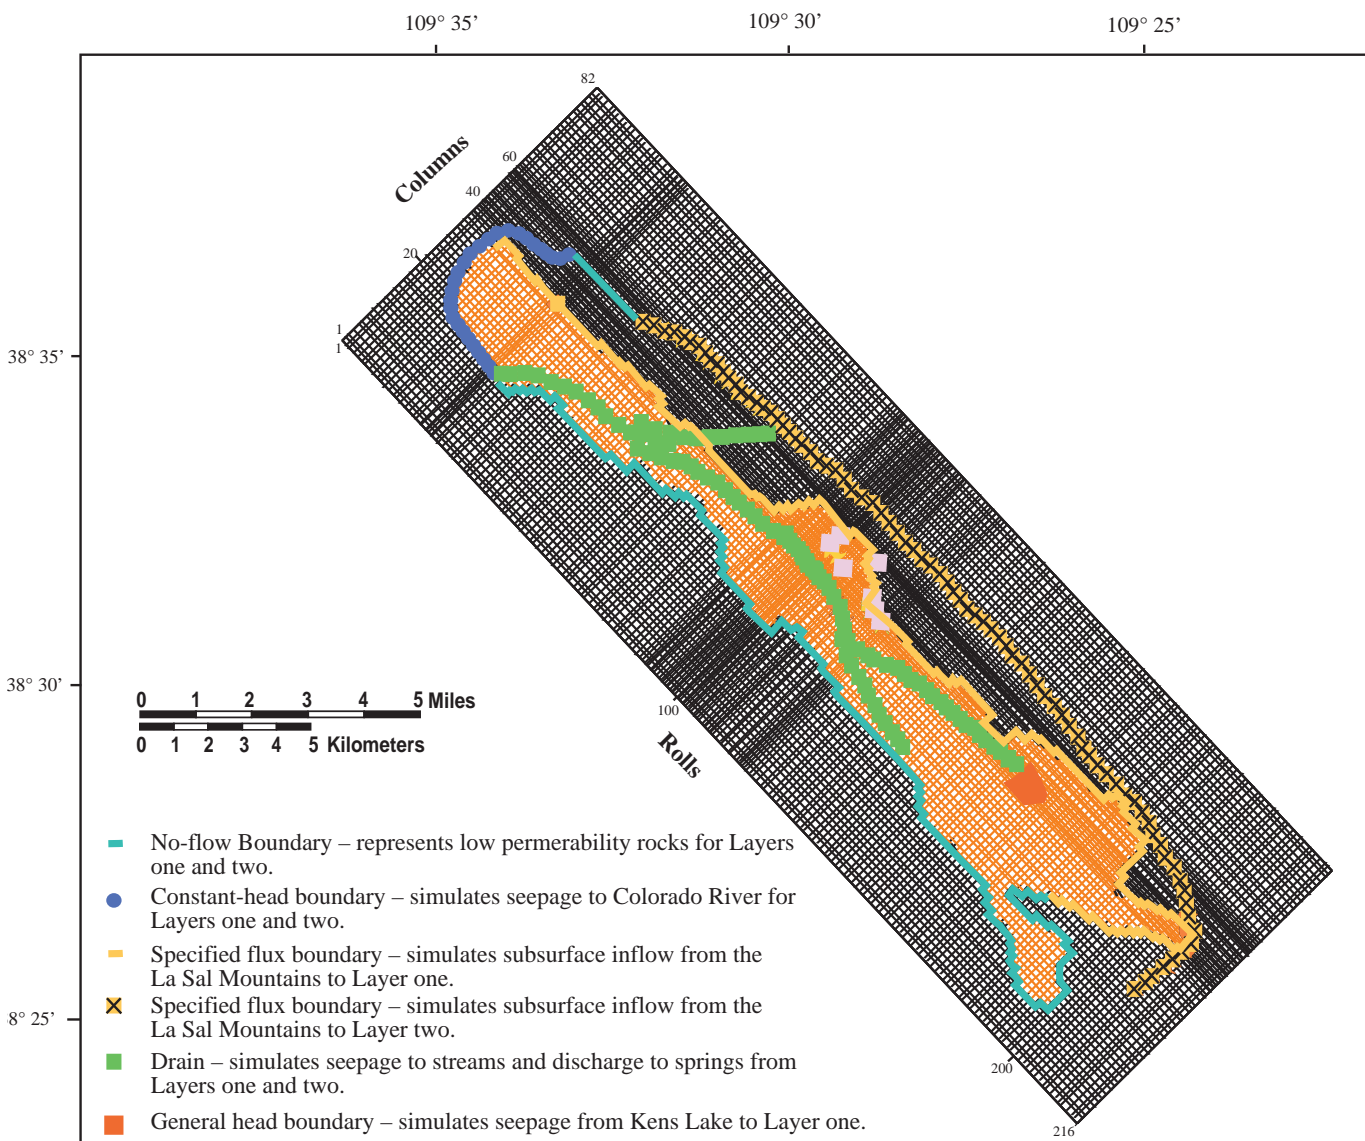 109° 35’
109° 30’
109° 25’
82
60
40
20
1
1
Columns
38° 35’
38° 30’
8° 25’
100
Rolls
200
216
0 1 2 3 4 5 Miles
0 1 2 3 4 5 Kilometers
No-flow Boundary – represents low permerability rocks for Layers
one and two.
Constant-head boundary – simulates seepage to Colorado River for
Layers one and two.
Specified flux boundary – simulates subsurface inflow from the
La Sal Mountains to Layer one.
Specified flux boundary – simulates subsurface inflow from the
La Sal Mountains to Layer two.
Drain – simulates seepage to streams and discharge to springs from
Layers one and two.
General head boundary – simulates seepage from Kens Lake to Layer one.